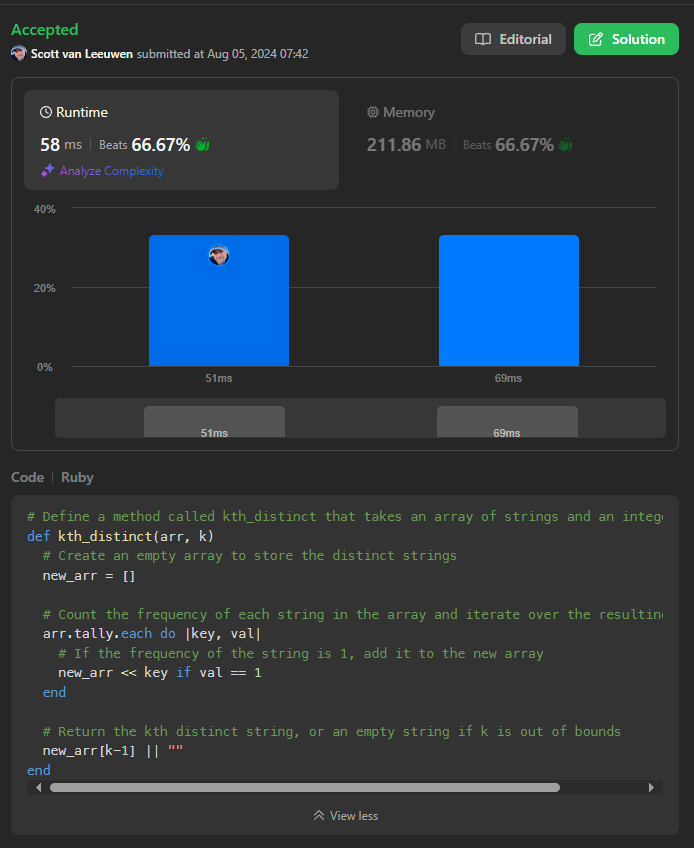 Accepted
Editorial
Solution
Scott van Leeuwen submitted at Aug 05, 2024 07:42
Runtime
58 ms | Beats 66.67%
Analyze Complexity
Memory
211.86 MB | Beats 66.67%
40%
20%
0%
51ms
69ms
51ms
69ms
Code | Ruby
# Define a method called kth_distinct that takes an array of strings and an intege
def kth_distinct(arr, k)
# Create an empty array to store the distinct strings
new_arr = []
# Count the frequency of each string in the array and iterate over the resulting
arr.tally.each do |key, val|
# If the frequency of the string is 1, add it to the new array
new_arr << key if val == 1
end
# Return the kth distinct string, or an empty string if k is out of bounds
new_arr[k-1] || ""
end
View less